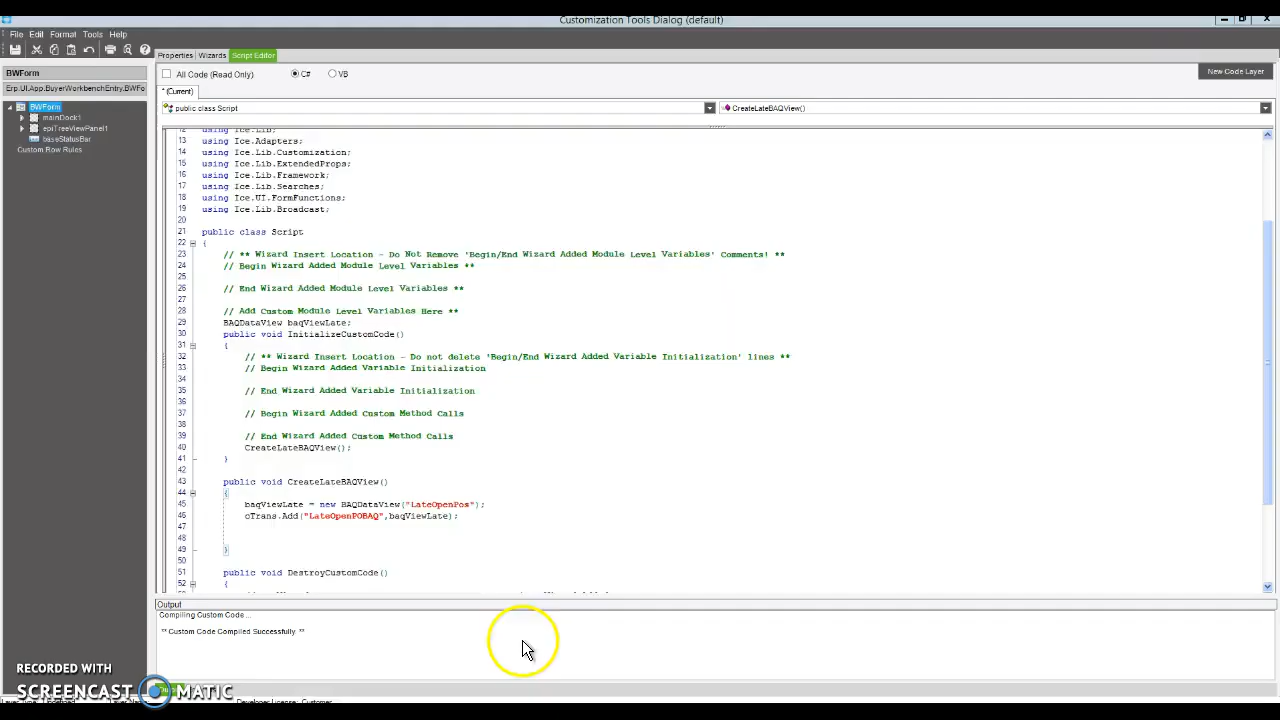 Customization Tools Dialog (default)
File Edit Format Tools Help
Properties Wizards Script Editor
BWForm
All Code (Read Only) C# VB
New Code Layer
Erp.UI.App.BuyerWorkbenchEntry.BWFo
* (Current)
BWForm
public class Script
CreateLateBAQView()
mainDock1
epiTreeViewPanel1
baseStatusBar
Custom Row Rules
12 using Ice.Lib;
13 using Ice.Adapters;
14 using Ice.Lib.Customization;
15 using Ice.Lib.ExtendedProps;
16 using Ice.Lib.Framework;
17 using Ice.Lib.Searches;
18 using Ice.UI.FormFunctions;
19 using Ice.Lib.Broadcast;
20
21 public class Script
22 {
23 // ** Wizard Insert Location - Do Not Remove 'Begin/End Wizard Added Module Level Variables' Comments! **
24 // Begin Wizard Added Module Level Variables **
25
26 // End Wizard Added Module Level Variables **
27
28 // Add Custom Module Level Variables Here **
29 BAQDataView baqViewLate;
30 public void InitializeCustomCode()
31 {
32 // ** Wizard Insert Location - Do not delete 'Begin/End Wizard Added Variable Initialization' lines **
33 // Begin Wizard Added Variable Initialization
34
35 // End Wizard Added Variable Initialization
36
37 // Begin Wizard Added Custom Method Calls
38
39 // End Wizard Added Custom Method Calls
40 CreateLateBAQView();
41 }
42
43 public void CreateLateBAQView()
44 {
45 baqViewLate = new BAQDataView("LateOpenPos");
46 oTrans.Add("LateOpenPOBAQ",baqViewLate);
47
48
49 }
50
51 public void DestroyCustomCode()
52 {
Output
Compiling Custom Code ...
** Custom Code Compiled Successfully **
RECORDED WITH
SCREENCAST MATIC